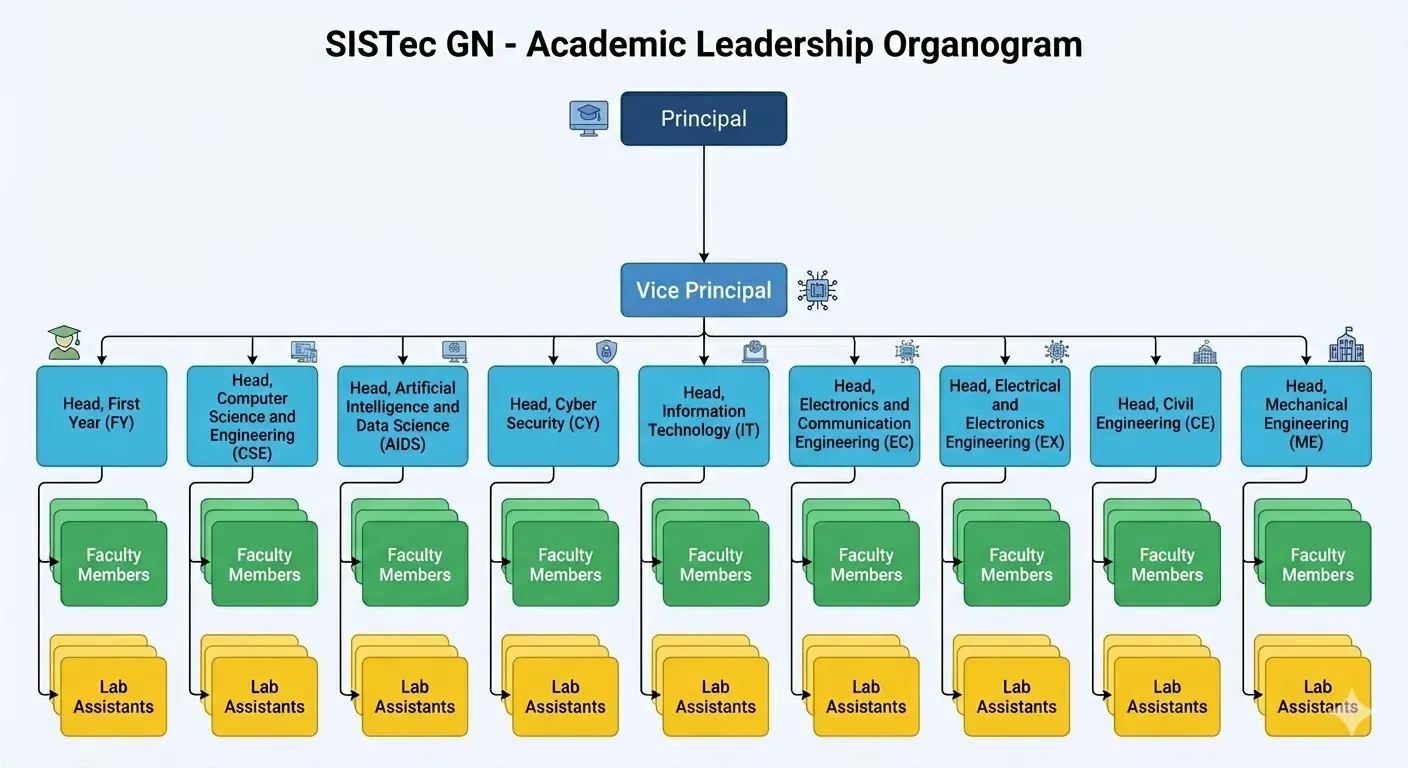 SISTec GN - Academic Leadership Organogram
Principal
Vice Principal
Head, First
Year (FY)
Head,
Computer
Science and
Engineering
(CSE)
Head, Artificial
Intelligence and
Data Science
(AIDS)
Head, Cyber
Security (CY)
Head,
Information
Technology (IT)
Head,
Electronics and
Communication
Engineering (EC)
Head, Electrical
and
Electronics
Engineering (EX)
Head, Civil
Engineering (CE)
Head,
Mechanical
Engineering
(ME)
Faculty
Members
Faculty
Members
Faculty
Members
Faculty
Members
Faculty
Members
Faculty
Members
Faculty
Members
Faculty
Members
Faculty
Members
Lab
Assistants
Lab
Assistants
Lab
Assistants
Lab
Assistants
Lab
Assistants
Lab
Assistants
Lab
Assistants
Lab
Assistants
Lab
Assistants